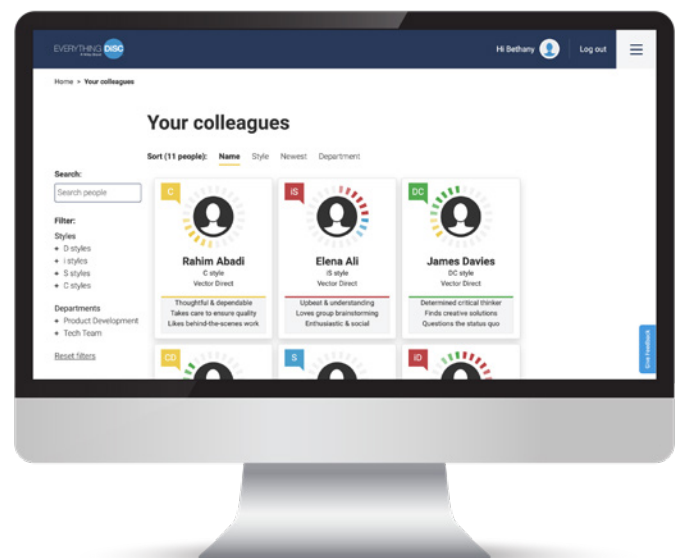 EVERYTHING DiSC
Hi Bethany
Log out
Home > Your colleagues
Your colleagues
Sort (11 people): Name Style Newest Department
Search:
Search people
Filter:
Styles
+ D styles
+ i styles
+ S styles
+ C styles
Departments
+ Product Development
+ Tech Team
Reset filters
C
Rahim Abadi
C style
Vector Direct
Thoughtful & dependable
Takes care to ensure quality
Likes behind-the-scenes work
iS
Elena Ali
iS style
Vector Direct
Upbeat & understanding
Loves group brainstorming
Enthusiastic & social
DC
James Davies
DC style
Vector Direct
Determined critical thinker
Finds creative solutions
Questions the status quo
CD
S
iD
Give Feedback